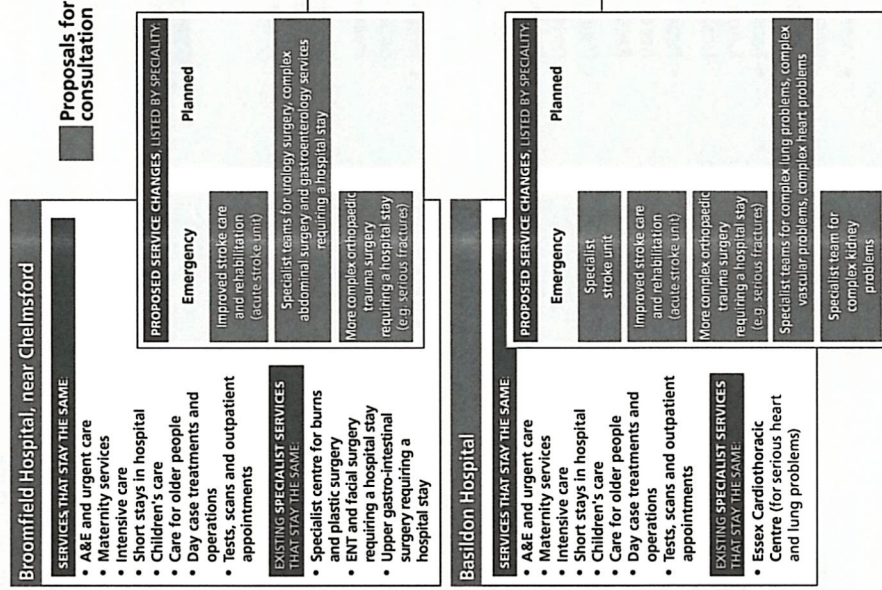 Proposals for
consultation
Broomfield Hospital, near Chelmsford
SERVICES THAT STAY THE SAME:
• A&E and urgent care
• Maternity services
• Intensive care
• Short stays in hospital
• Children's care
• Care for older people
• Day case treatments and
operations
• Tests, scans and outpatient
appointments
EXISTING SPECIALIST SERVICES
THAT STAY THE SAME:
• Specialist centre for burns
and plastic surgery
• ENT and facial surgery
requiring a hospital stay
• Upper gastro-intestinal
surgery requiring a
hospital stay
PROPOSED SERVICE CHANGES, LISTED BY SPECIALITY:
Emergency
Planned
Improved stroke care
and rehabilitation
(acute stroke unit)
Specialist teams for urology surgery, complex
abdominal surgery and gastroenterology services
requiring a hospital stay
More complex orthopaedic
trauma surgery
requiring a hospital stay
(e.g. serious fractures)
Basildon Hospital
SERVICES THAT STAY THE SAME:
• A&E and urgent care
• Maternity services
• Intensive care
• Short stays in hospital
• Children's care
• Care for older people
• Day case treatments and
operations
• Tests, scans and outpatient
appointments
EXISTING SPECIALIST SERVICES
THAT STAY THE SAME:
• Essex Cardiothoracic
Centre (for serious heart
and lung problems)
PROPOSED SERVICE CHANGES, LISTED BY SPECIALITY:
Emergency
Planned
Specialist
stroke unit
Improved stroke care
and rehabilitation
(acute stroke unit)
More complex orthopaedic
trauma surgery
requiring a hospital stay
(e.g. serious fractures)
Specialist teams for complex lung problems, complex
vascular problems, complex heart problems
Specialist team for
complex kidney
problems